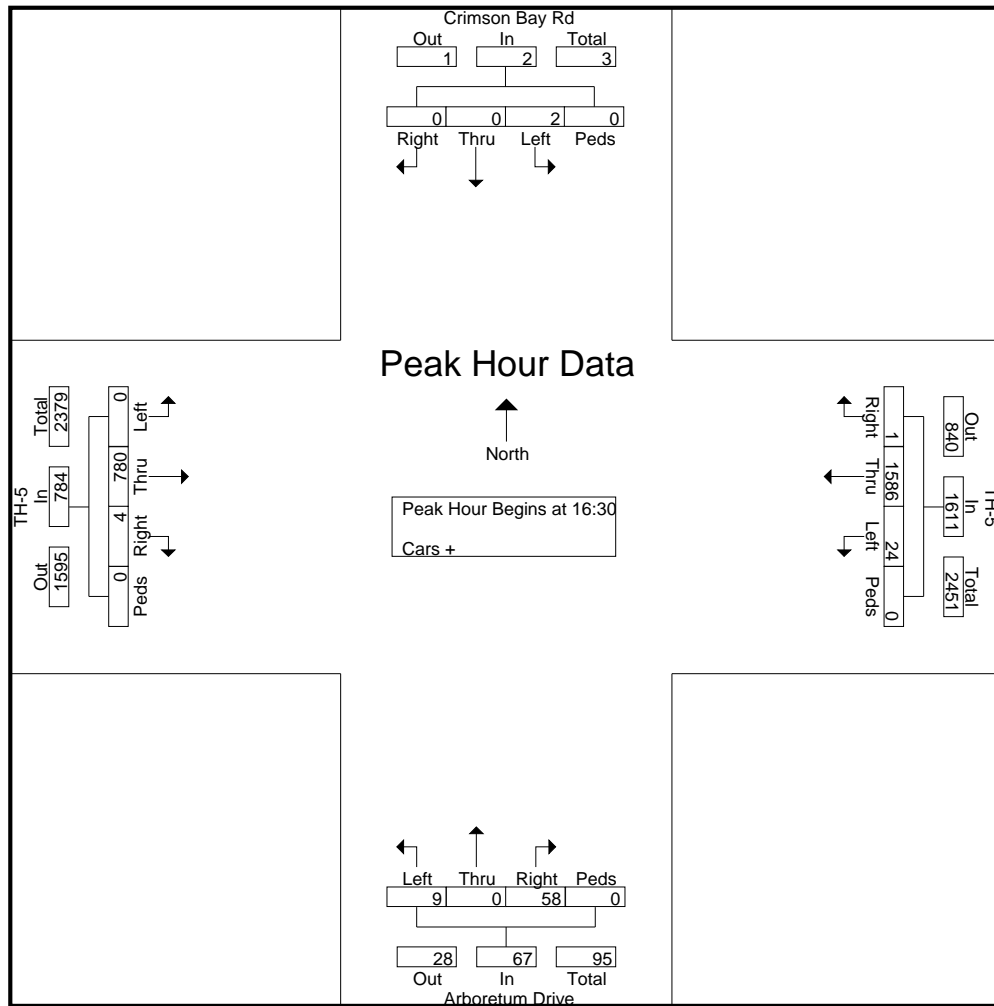 Crimson Bay Rd
Out In Total
1 2 3
0 0 2 0
Right Thru Left Peds
Peak Hour Data
North
Peak Hour Begins at 16:30
Cars +
TH-5
Total In Out
2379 784 1595
0 780 4 0
Left Thru Right Peds
Right Thru Left Peds
1 1586 24 0
Out In Total
840 1611 2451
TH-5
Left Thru Right Peds
9 0 58 0
28 67 95
Out In Total
Arboretum Drive